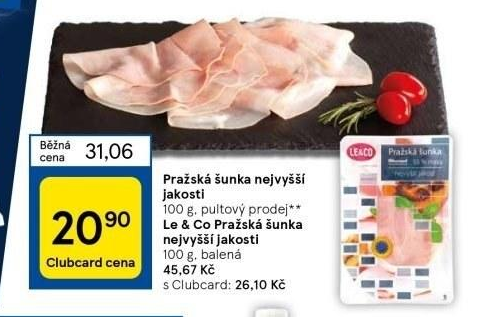 Běžná
cena
31,06
20⁹⁰
Clubcard cena
Pražská šunka nejvyšší
jakosti
100 g, pultový prodej**
Le & Co Pražská šunka
nejvyšší jakosti
100 g, balená
45,67 Kč
s Clubcard: 26,10 Kč
LE&CO
Pražská šunka